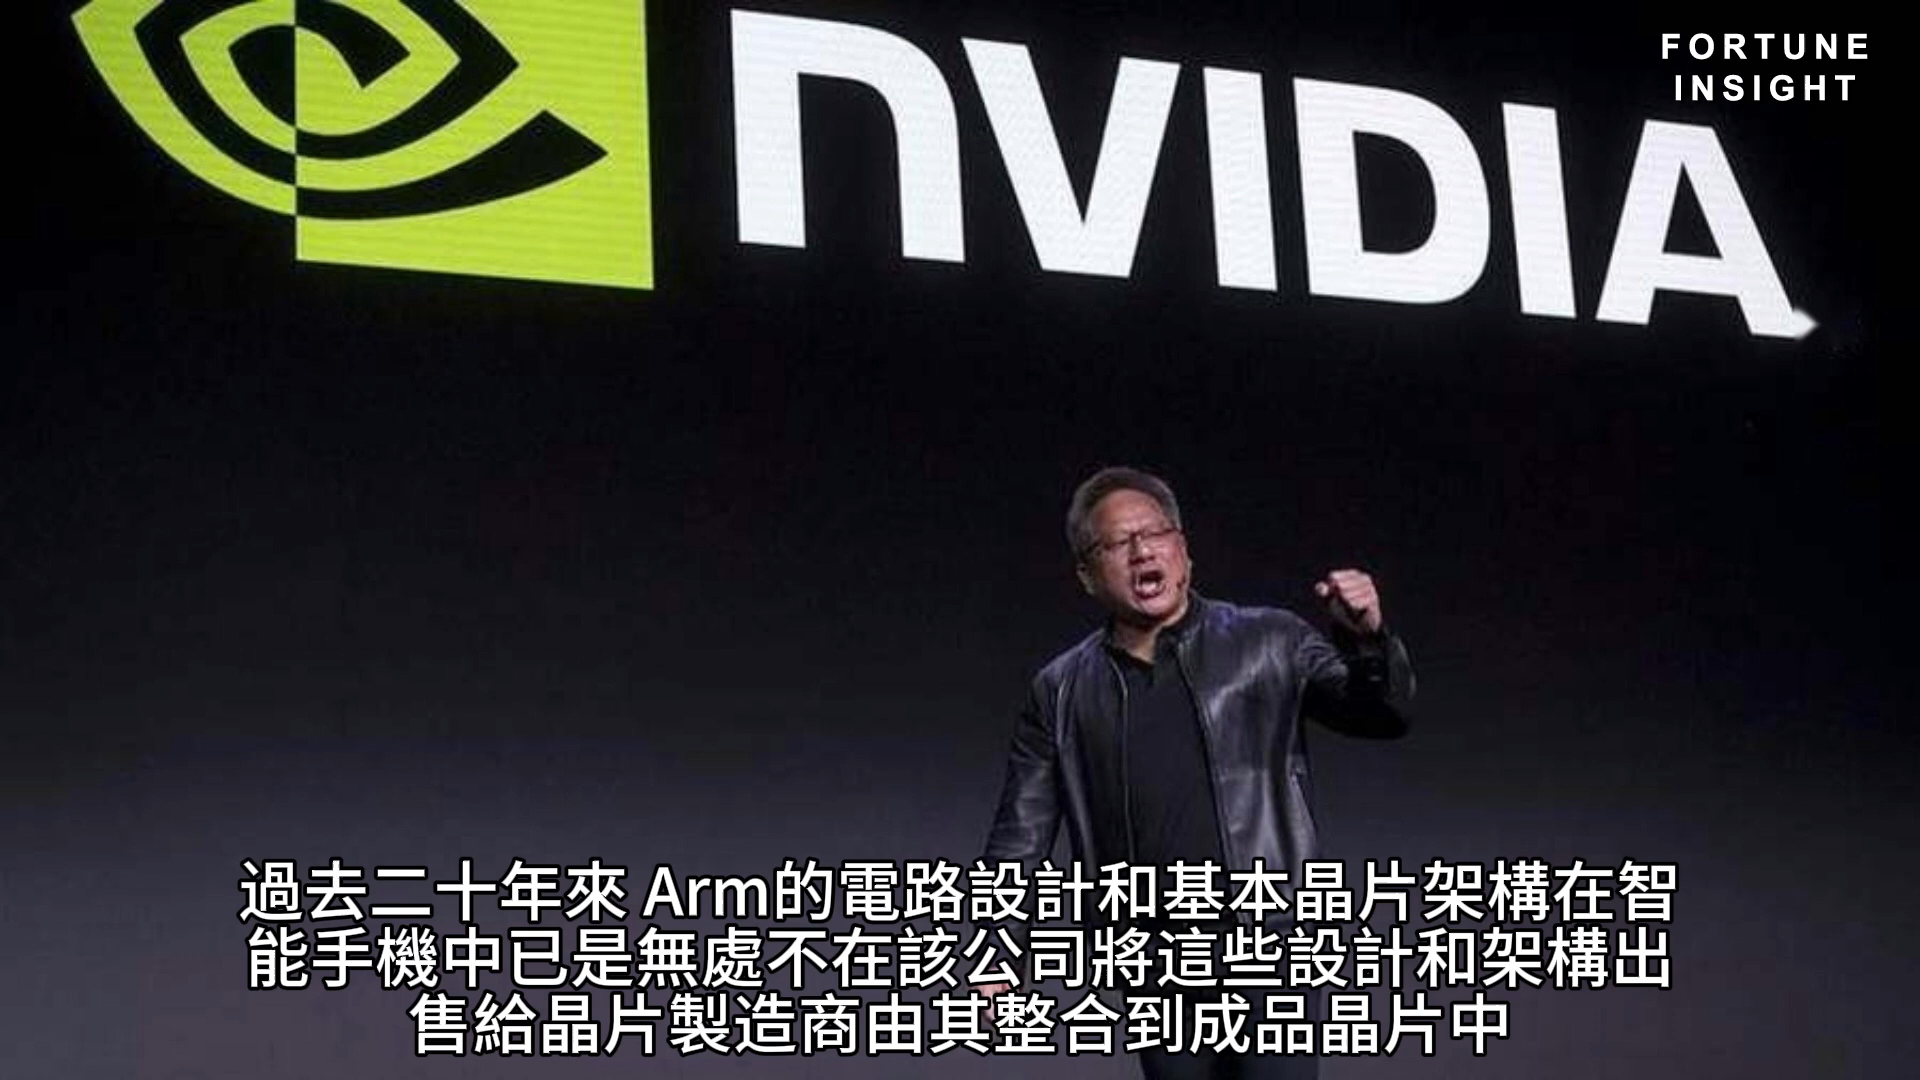 nVIDIA
FORTUNE
INSIGHT
過去二十年來 Arm的電路設計和基本晶片架構在智
能手機中已是無處不在該公司將這些設計和架構出
售給晶片製造商由其整合到成品晶片中